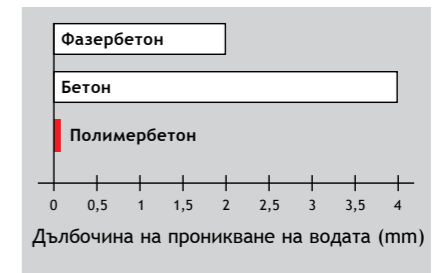 Фазербетон
Бетон
Полимербетон
0 0,5 1 1,5 2 2,5 3 3,5 4
Дълбочина на проникване на водата (mm)